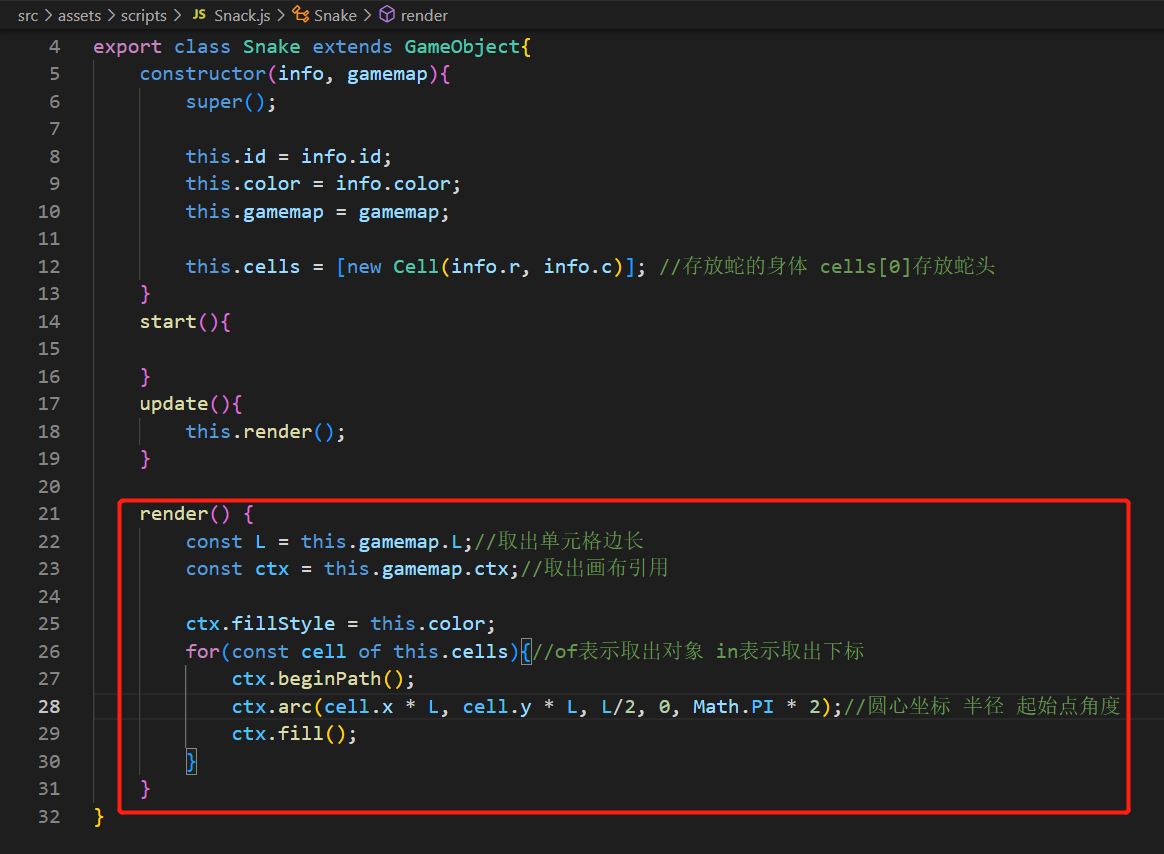 src > assets > scripts > JS Snack.js > Snake > render
4 export class Snake extends GameObject{
5 constructor(info, gamemap){
6 super();
7
8 this.id = info.id;
9 this.color = info.color;
10 this.gamemap = gamemap;
11
12 this.cells = [new Cell(info.r, info.c)]; //存放蛇的身体 cells[0]存放蛇头
13 }
14 start(){
15
16 }
17 update(){
18 this.render();
19 }
20
21 render() {
22 const L = this.gamemap.L;//取出单元格边长
23 const ctx = this.gamemap.ctx;//取出画布引用
24
25 ctx.fillStyle = this.color;
26 for(const cell of this.cells){//of表示取出对象 in表示取出下标
27 ctx.beginPath();
28 ctx.arc(cell.x * L, cell.y * L, L/2, 0, Math.PI * 2);//圆心坐标 半径 起始点角度
29 ctx.fill();
30 }
31 }
32 }